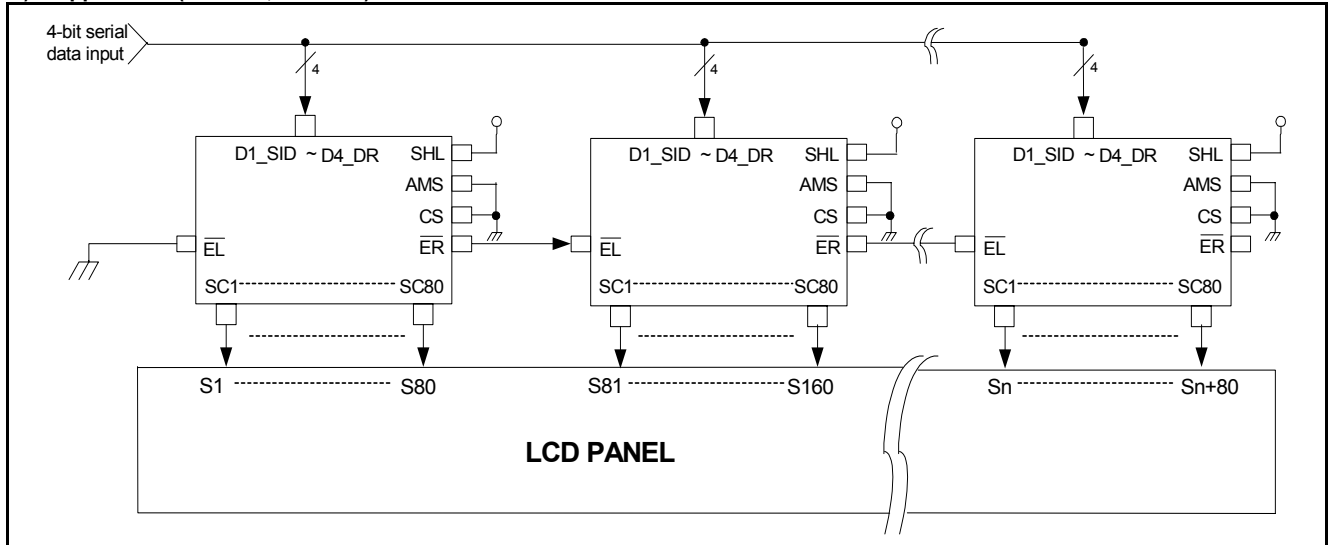 4-bit serial
data input
4 4 4
D1_SID ~ D4_DR SHL D1_SID ~ D4_DR SHL D1_SID ~ D4_DR SHL
AMS AMS AMS
CS CS CS
EL ER EL ER EL ER
SC1 SC80 SC1 SC80 SC1 SC80
S1 S80 S81 S160 Sn Sn+80
LCD PANEL